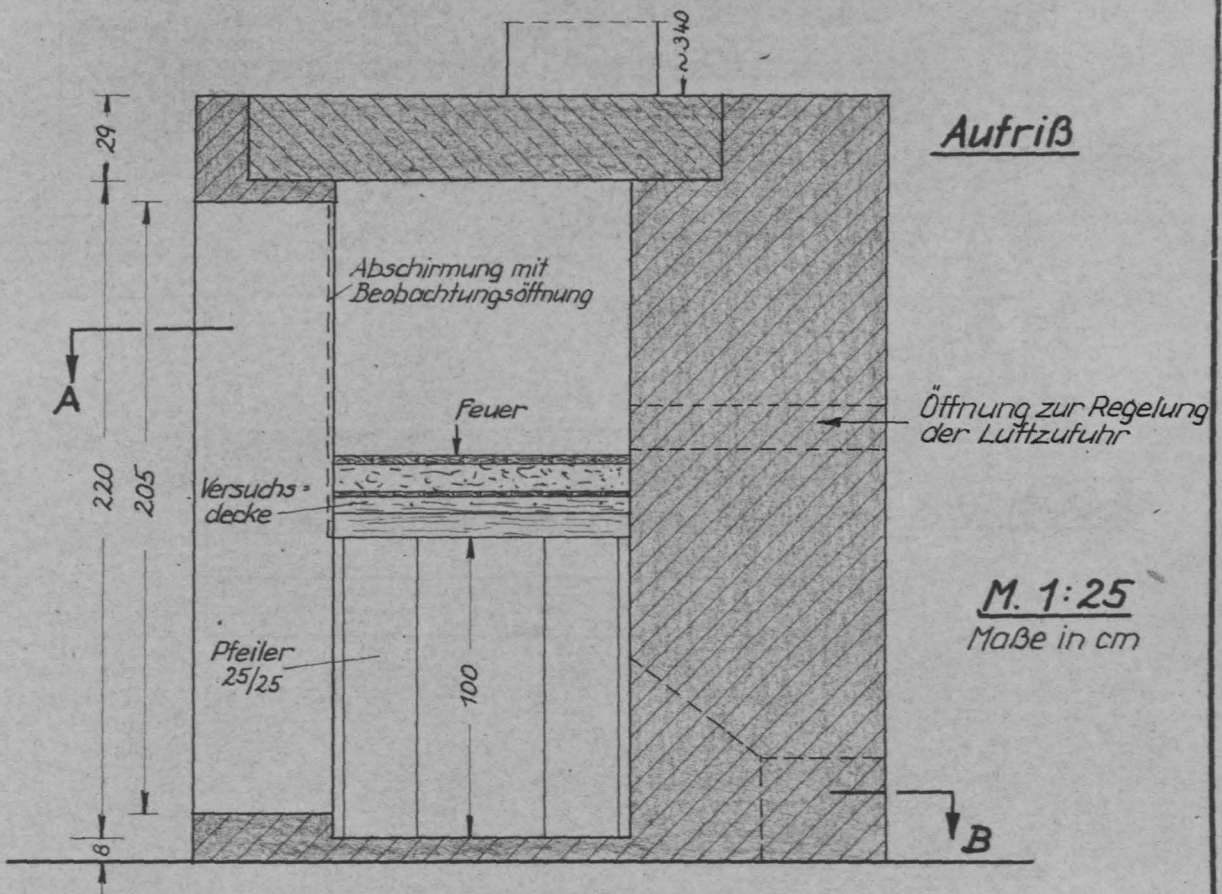 ~340
29
Aufriß
Abschirmung mit
Beobachtungsöffnung
A
Feuer
Öffnung zur Regelung
der Luftzufuhr
220
205
Versuchs=
decke
M. 1:25
Maße in cm
Pfeiler
25/25
100
B
8